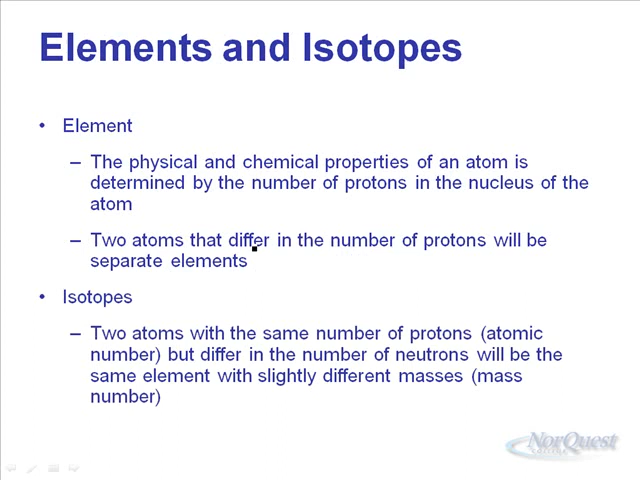 Elements and Isotopes
• Element
– The physical and chemical properties of an atom is
determined by the number of protons in the nucleus of the
atom
– Two atoms that differ in the number of protons will be
separate elements
• Isotopes
– Two atoms with the same number of protons (atomic
number) but differ in the number of neutrons will be the
same element with slightly different masses (mass
number)
NorQuest
COLLEGE